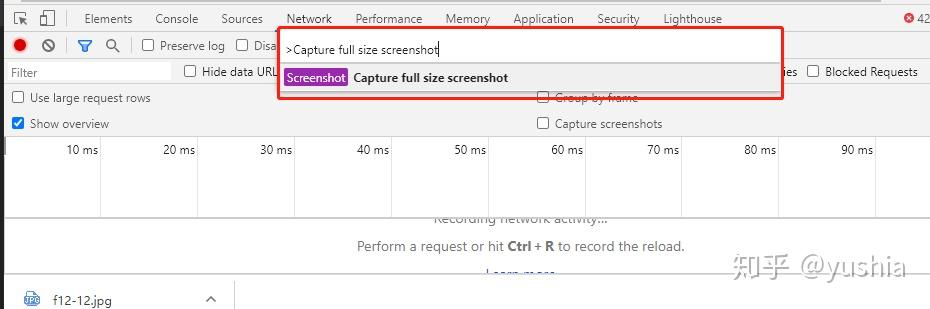 Elements Console Sources Network Performance Memory Application Security Lighthouse 42
Preserve log Disa
>Capture full size screenshot
Filter Hide data URL Screenshot Capture full size screenshot ies Blocked Requests
Use large request rows Group by frame
Show overview Capture screenshots
10 ms 20 ms 30 ms 40 ms 50 ms 60 ms 70 ms 80 ms 90 ms
Recording network activity...
Perform a request or hit Ctrl + R to record the reload.
Learn more
知乎 @yushia
f12-12.jpg